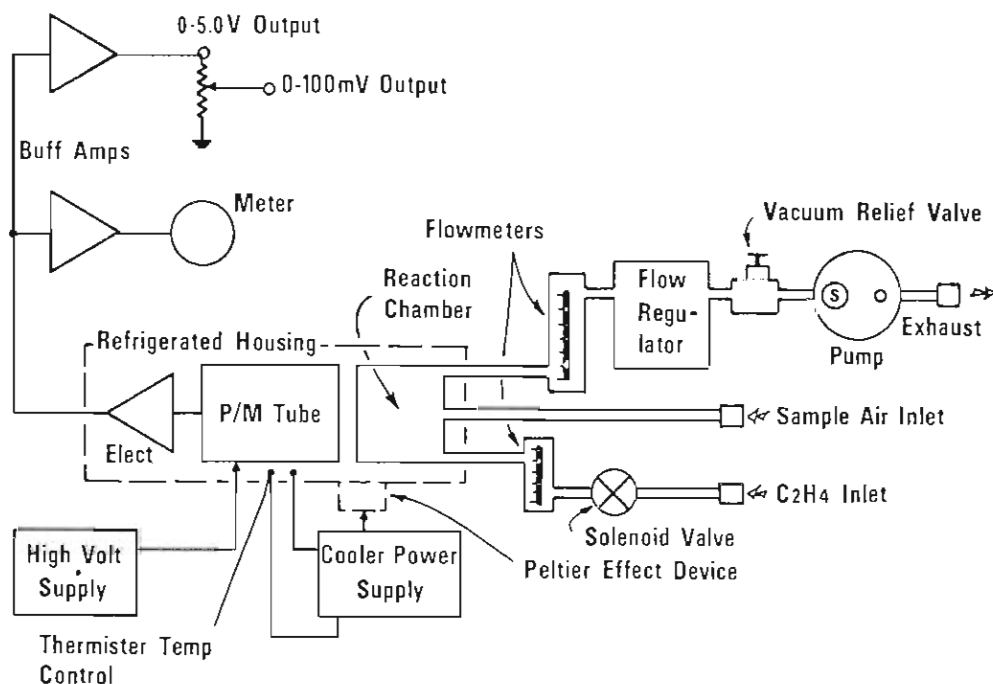 0-5.0V Output
0-100mV Output
Buff Amps
Meter
Vacuum Relief Valve
Flowmeters
Reaction
Chamber
Flow
Regu-
lator
S
Exhaust
Pump
Refrigerated Housing
P/M Tube
Sample Air Inlet
Elect
C2H4 Inlet
Solenoid Valve
High Volt
Supply
Cooler Power
Supply
Peltier Effect Device
Thermister Temp
Control